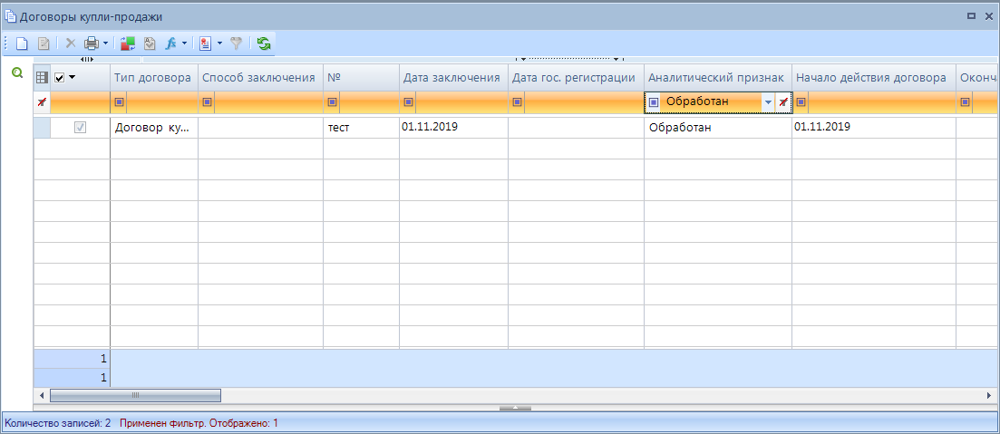 Договоры купли-продажи
Тип договора Способ заключения № Дата заключения Дата гос. регистрации Аналитический признак Начало действия договора Оконч
Обработан
Договор ку... тест 01.11.2019 Обработан 01.11.2019
1
1
Количество записей: 2 Применен фильтр. Отображено: 1